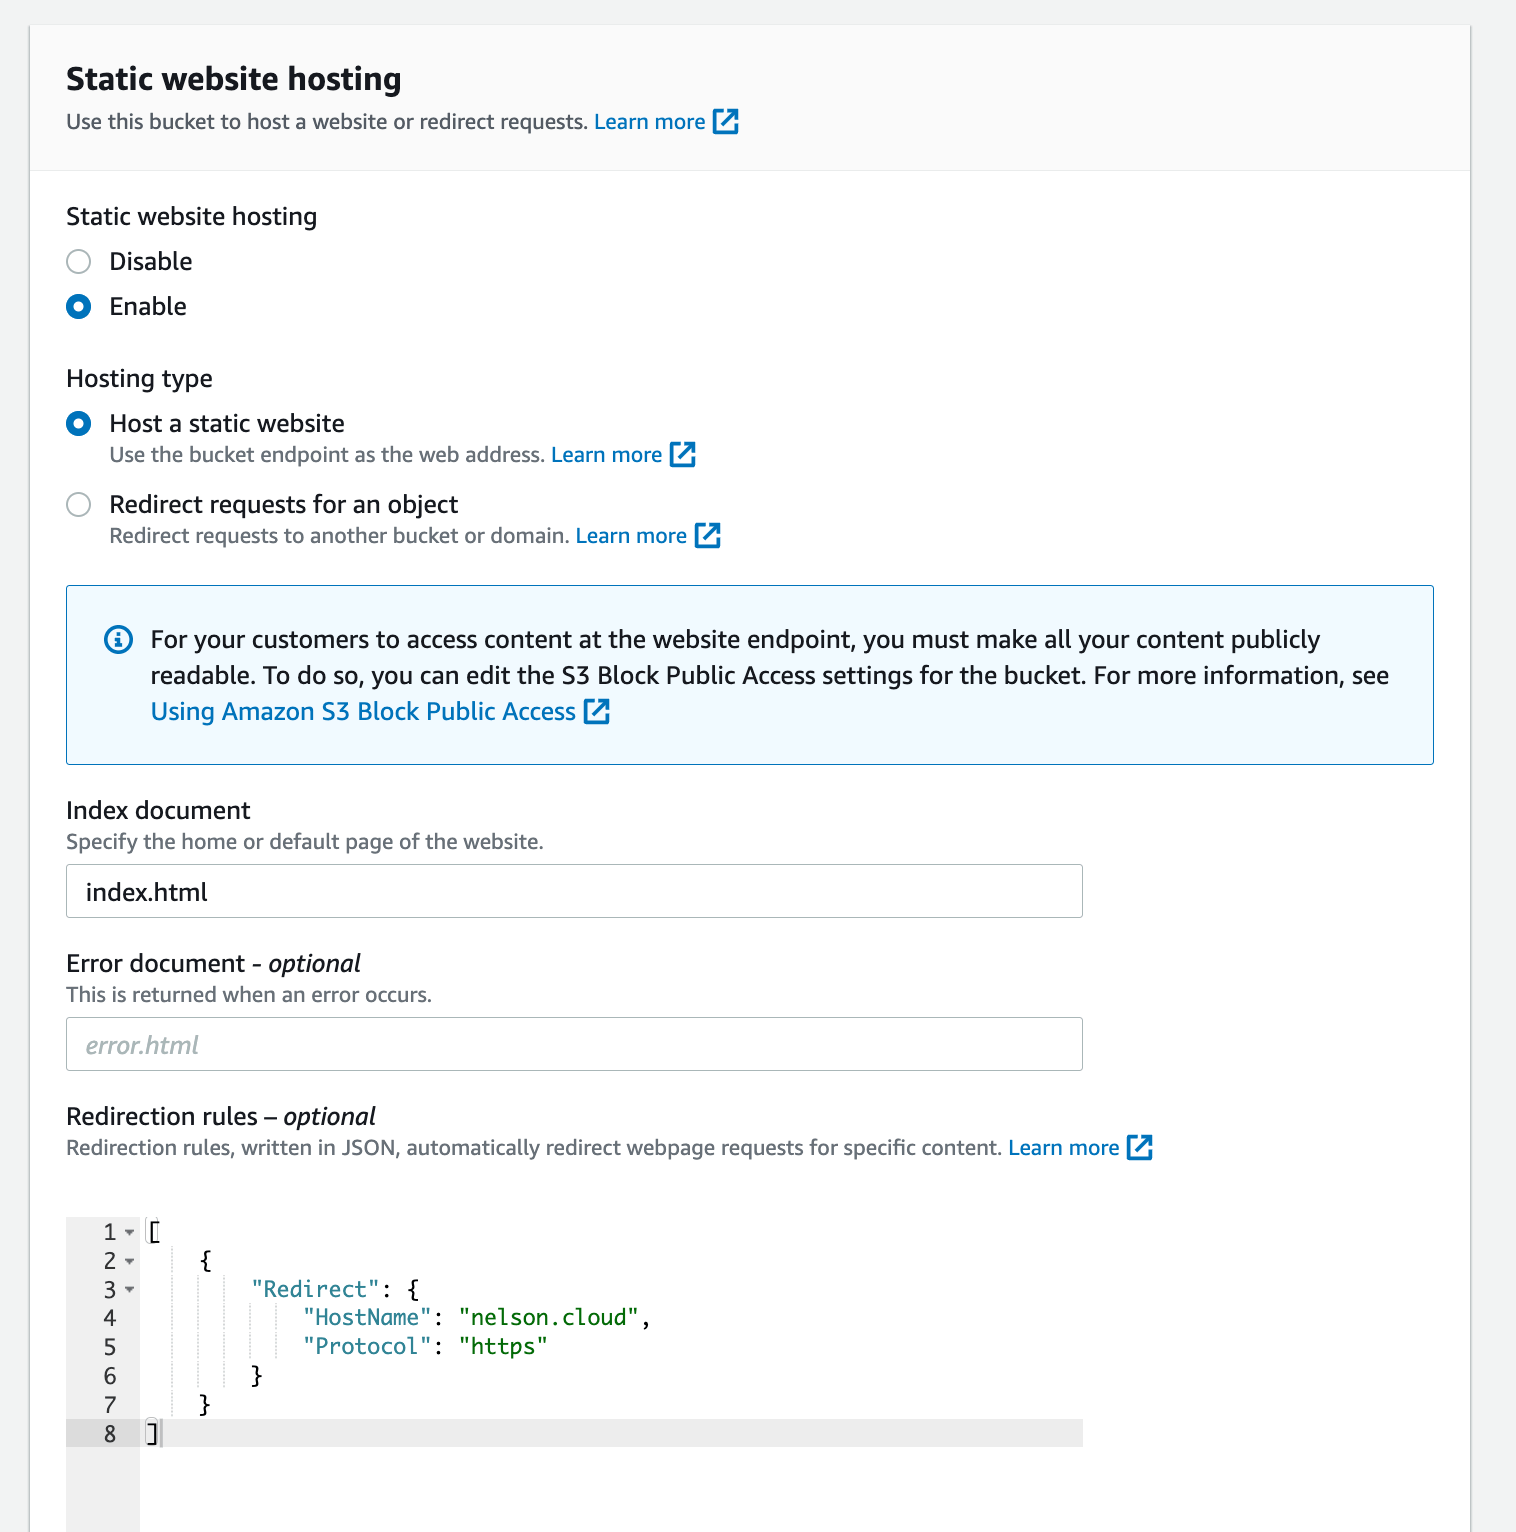 Static website hosting
Use this bucket to host a website or redirect requests. Learn more
Static website hosting
Disable
Enable
Hosting type
Host a static website
Use the bucket endpoint as the web address. Learn more
Redirect requests for an object
Redirect requests to another bucket or domain. Learn more
For your customers to access content at the website endpoint, you must make all your content publicly
readable. To do so, you can edit the S3 Block Public Access settings for the bucket. For more information, see
Using Amazon S3 Block Public Access
Index document
Specify the home or default page of the website.
index.html
Error document - optional
This is returned when an error occurs.
error.html
Redirection rules – optional
Redirection rules, written in JSON, automatically redirect webpage requests for specific content. Learn more
1 [
2     {
3         "Redirect": {
4             "HostName": "nelson.cloud",
5             "Protocol": "https"
6         }
7     }
8 ]